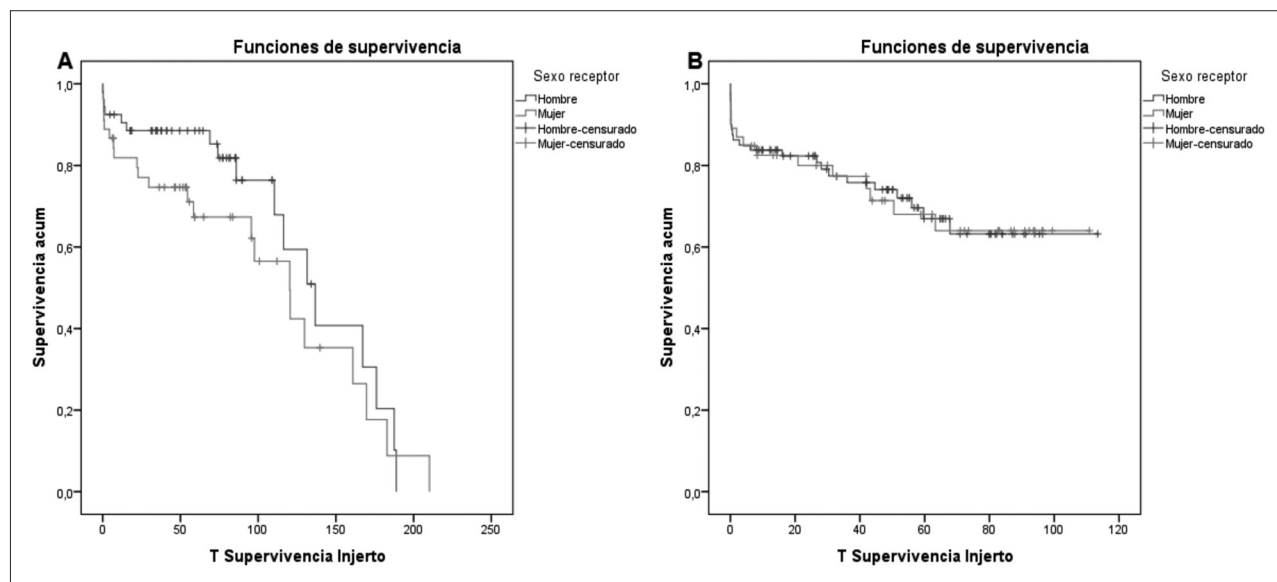 A
Funciones de supervivencia
Sexo receptor
Hombre
Mujer
Hombre-censurado
Mujer-censurado
Supervivencia acum
1,0
0,8
0,6
0,4
0,2
0,0
0
50
100
150
200
250
T Supervivencia Injerto
B
Funciones de supervivencia
Sexo receptor
Hombre
Mujer
Hombre-censurado
Mujer-censurado
Supervivencia acum
1,0
0,8
0,6
0,4
0,2
0,0
0
20
40
60
80
100
120
T Supervivencia Injerto